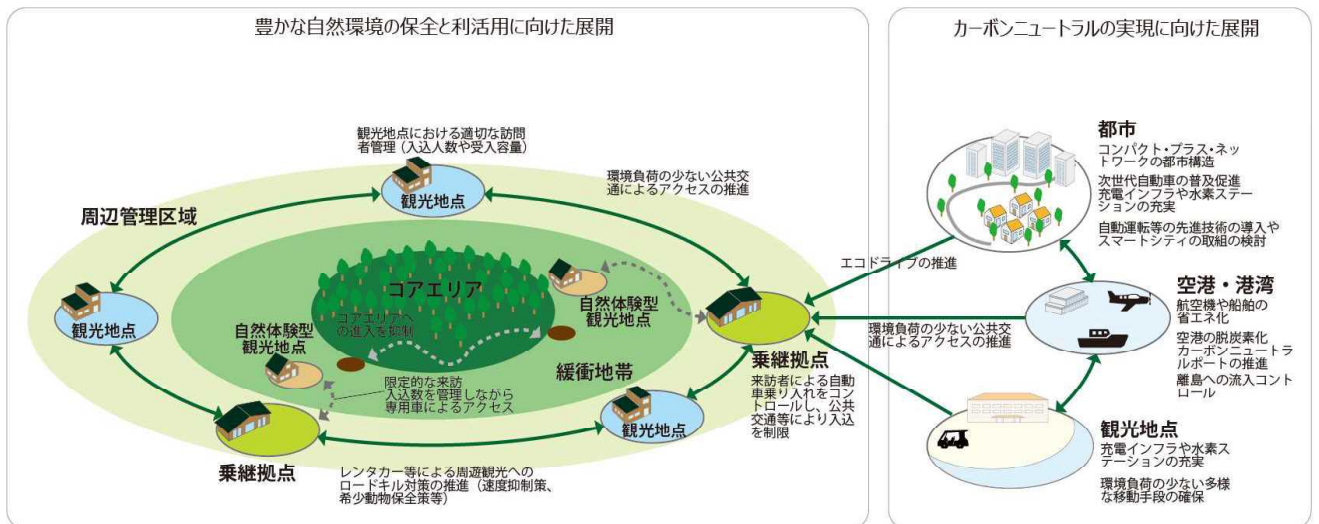 豊かな自然環境の保全と利活用に向けた展開
観光地点における適切な訪問
者管理（入込人数や受入容量）
環境負荷の少ない公共交
通によるアクセスの推進
観光地点
周辺管理区域
コアエリア
コアエリアへ
の進入を抑制
自然体験型
観光地点
自然体験型
観光地点
観光地点
緩衝地帯
限定的な来訪
入込数を管理しながら
専用車によるアクセス
観光地点
乗継拠点
来訪者による自動
車乗り入れをコント
ロールし、公共
交通等により入込
を制限
乗継拠点
レンタカー等による周遊観光への
ロードキル対策の推進（速度抑制策、
希少動物保全策等）
カーボンニュートラルの実現に向けた展開
都市
コンパクト・プラス・ネッ
トワークの都市構造
次世代自動車の普及促進
充電インフラや水素ステー
ションの充実
自動運転等の先進技術の導入や
スマートシティの取組の検討
エコドライブの推進
環境負荷の少ない公共交
通によるアクセスの推進
空港・港湾
航空機や船舶の
省エネ化
空港の脱炭素化
カーボンニュートラ
ルポートの推進
離島への流入コント
ロール
観光地点
充電インフラや水素ス
テーションの充実
環境負荷の少ない多様
な移動手段の確保